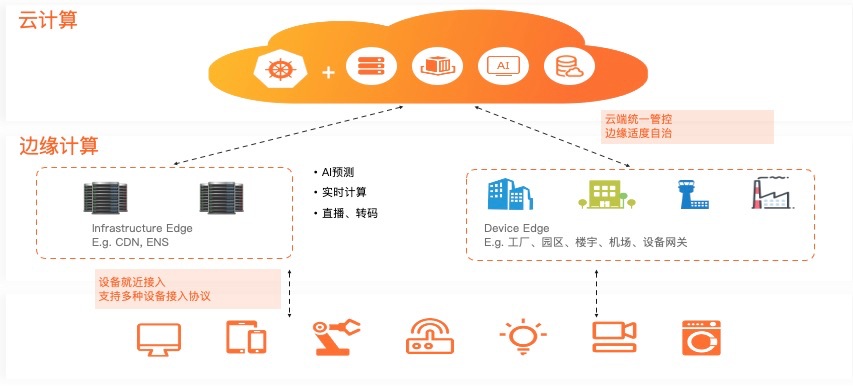 云计算
+
AI
云端统一管控
边缘适度自治
边缘计算
• AI预测
• 实时计算
• 直播、转码
Infrastructure Edge
E.g. CDN, ENS
Device Edge
E.g. 工厂、园区、楼宇、机场、设备网关
设备就近接入
支持多种设备接入协议